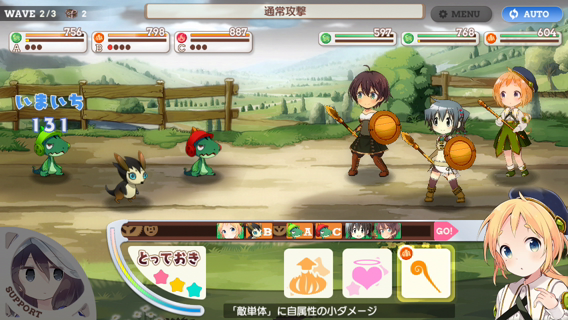 WAVE 2/3 2
通常攻撃
MENU
AUTO
A 756
B 798
C 887
597
768
604
いまいち
131
B A C GO!
とっておき
SUPPORT
「敵単体」に自属性の小ダメージ